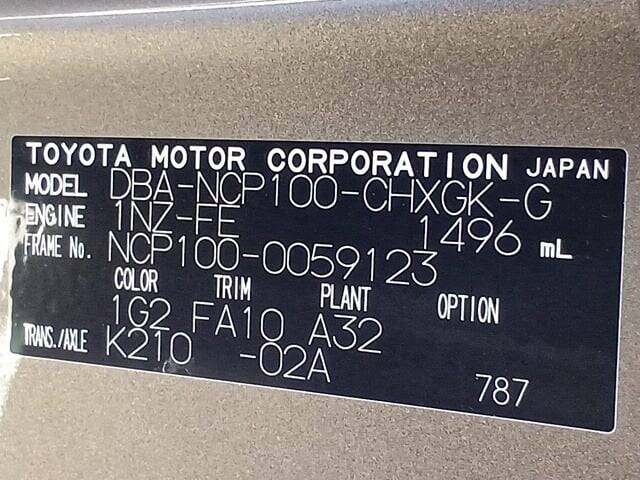 TOYOTA MOTOR CORPORATION JAPAN
MODEL DBA-NCP100-CHXGK-G
ENGINE 1NZ-FE 1496 mL
FRAME No. NCP100-0059123
COLOR TRIM PLANT OPTION
1G2 FA10 A32
TRANS./AXLE K210 -02A
787